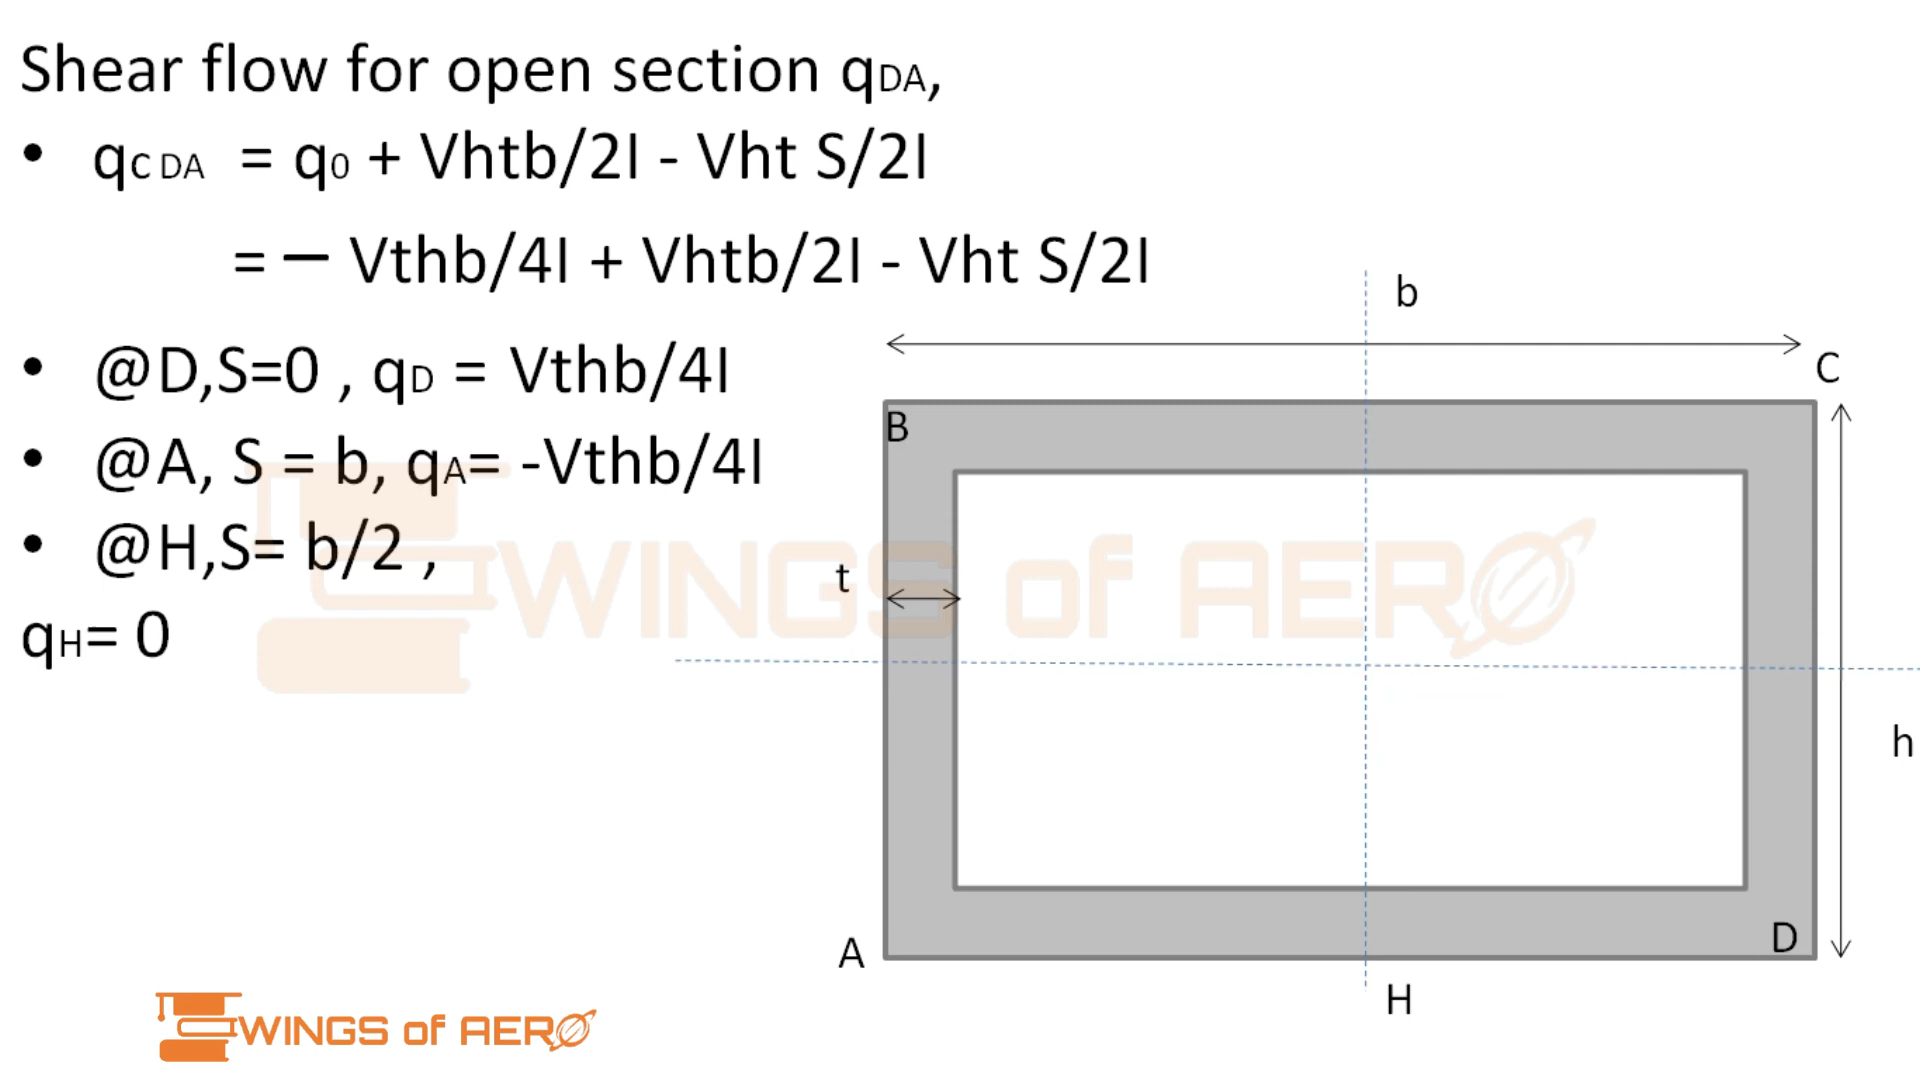 Shear flow for open section qDA,
• qC DA = q0 + Vhtb/2I - Vht S/2I
= — Vthb/4I + Vhtb/2I - Vht S/2I
• @D,S=0 , qD = Vthb/4I
• @A, S = b, qA= -Vthb/4I
• @H,S= b/2 ,
qH= 0
b
C
B
t
h
A
D
H
WINGS of AERO
WINGS of AERO